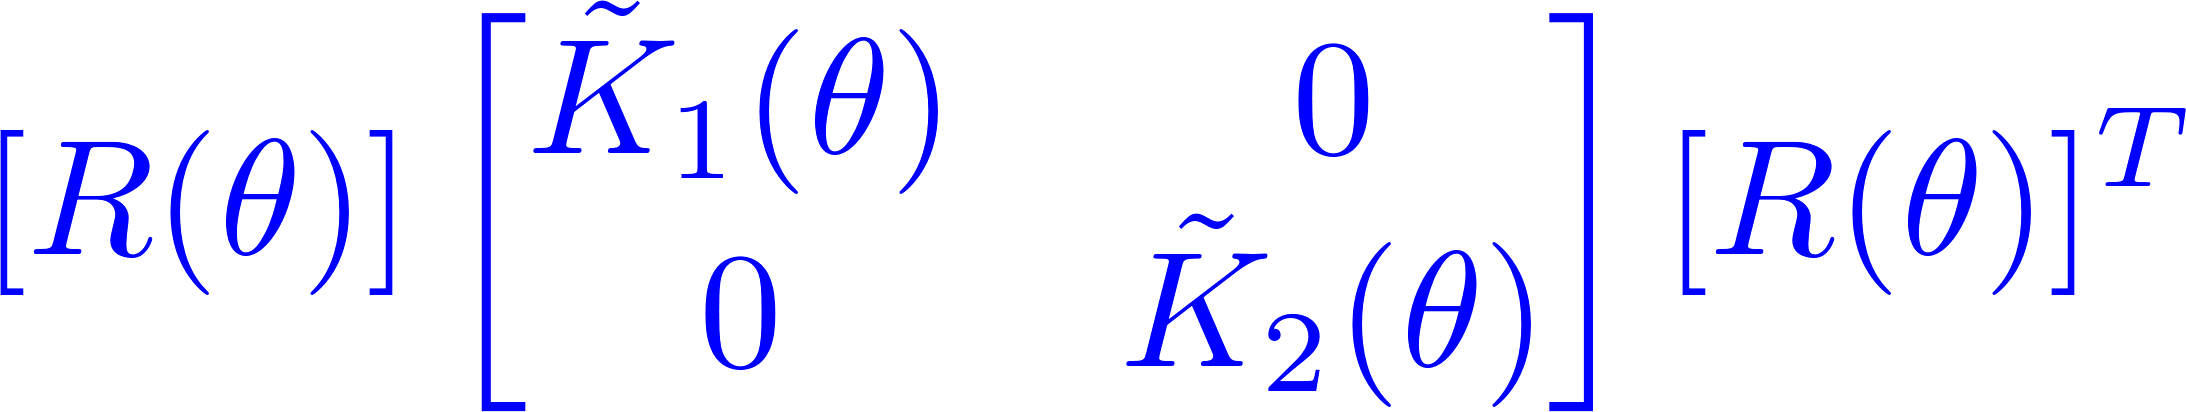 [R(θ)] [ K̃₁(θ) 0 ; 0 K̃₂(θ) ] [R(θ)]ᵀ